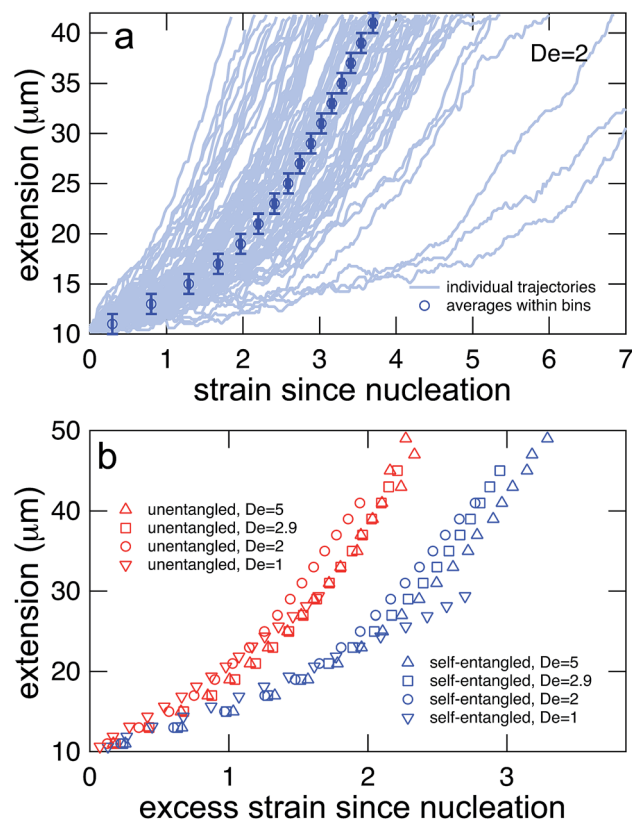 a
De=2
40
30
20
10
extension (μm)
individual trajectories
averages within bins
0 1 2 3 4 5 6 7
strain since nucleation
b
50
40
30
20
10
extension (μm)
unentangled, De=5
unentangled, De=2.9
unentangled, De=2
unentangled, De=1
self-entangled, De=5
self-entangled, De=2.9
self-entangled, De=2
self-entangled, De=1
0 1 2 3
excess strain since nucleation